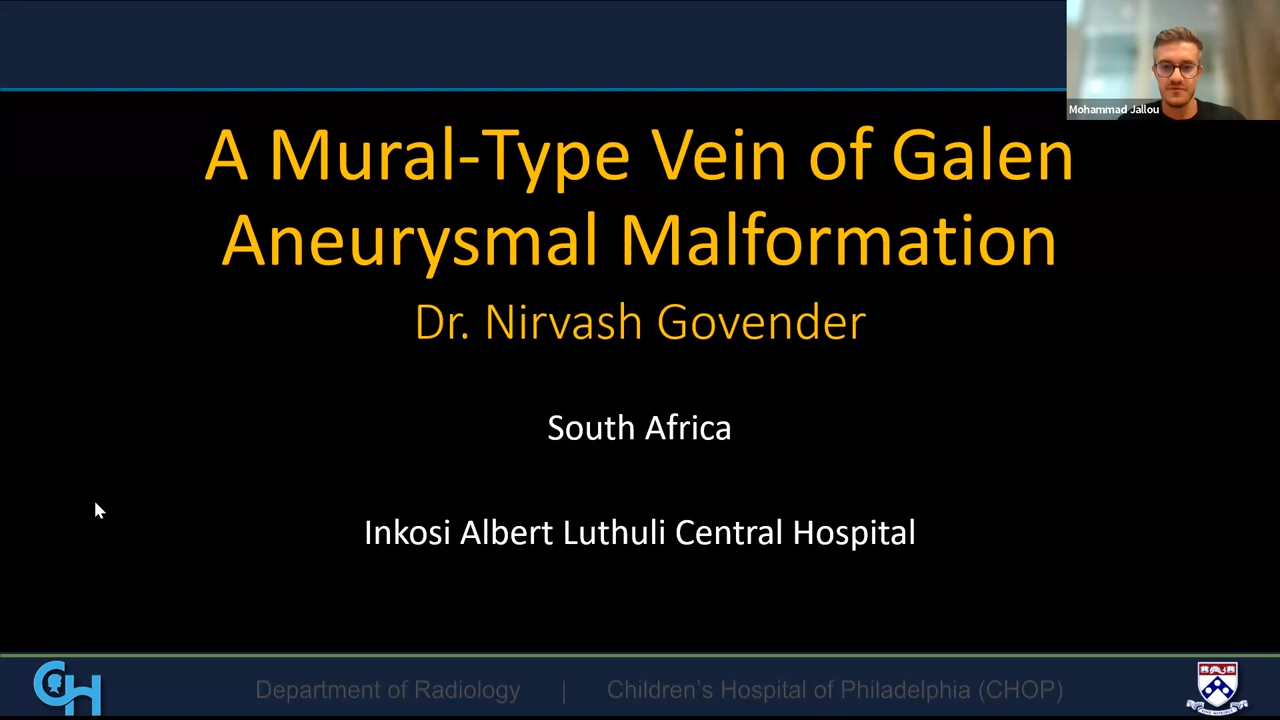 Mohammad Jallou
A Mural-Type Vein of Galen
Aneurysmal Malformation
Dr. Nirvash Govender
South Africa
Inkosi Albert Luthuli Central Hospital
CH
Department of Radiology | Children's Hospital of Philadelphia (CHOP)